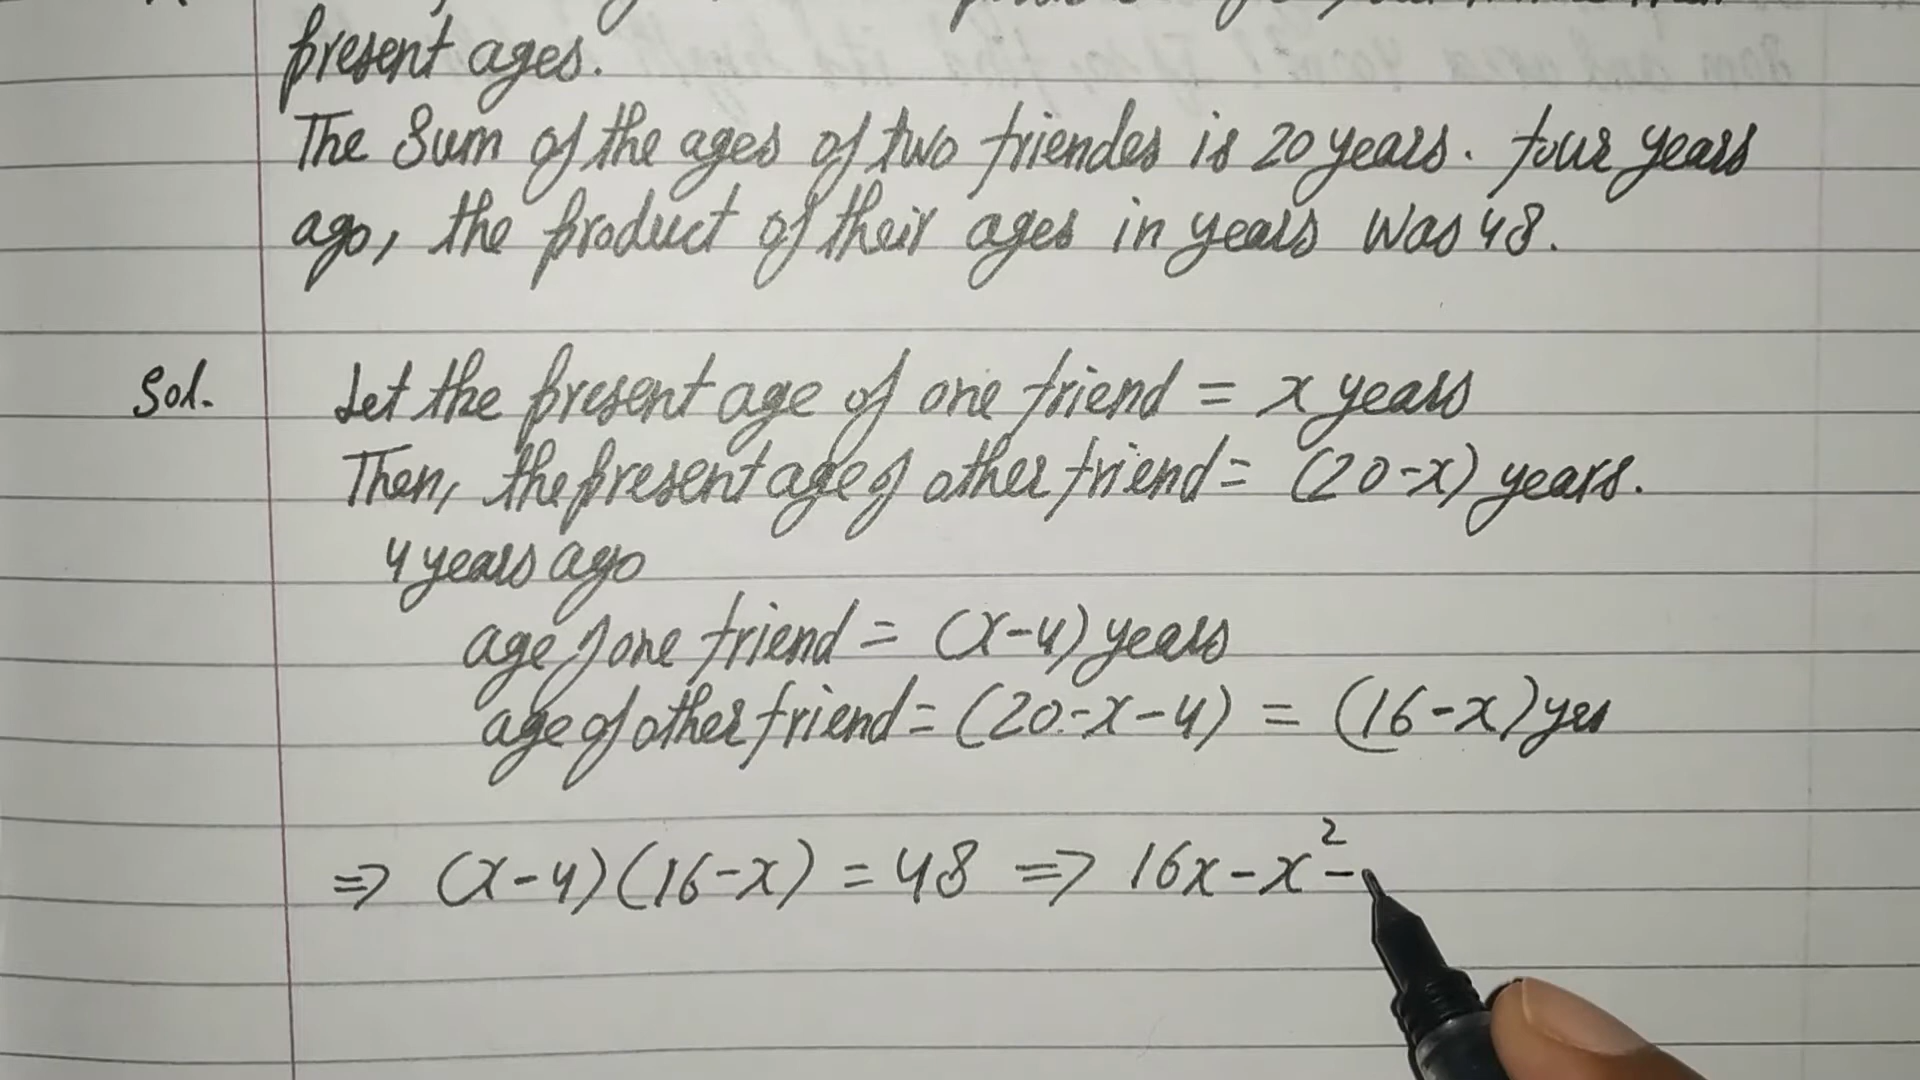 present ages.
The Sum of the ages of two friendes is 20 years. four years
ago, the product of their ages in years was 48.
Sol. Let the present age of one friend = x years
Then, the present age of other friend = (20-x) years.
4 years ago
age of one friend = (x-4) years
age of other friend = (20-x-4) = (16-x) yes
⇒ (x-4)(16-x) = 48 ⇒ 16x-x²-